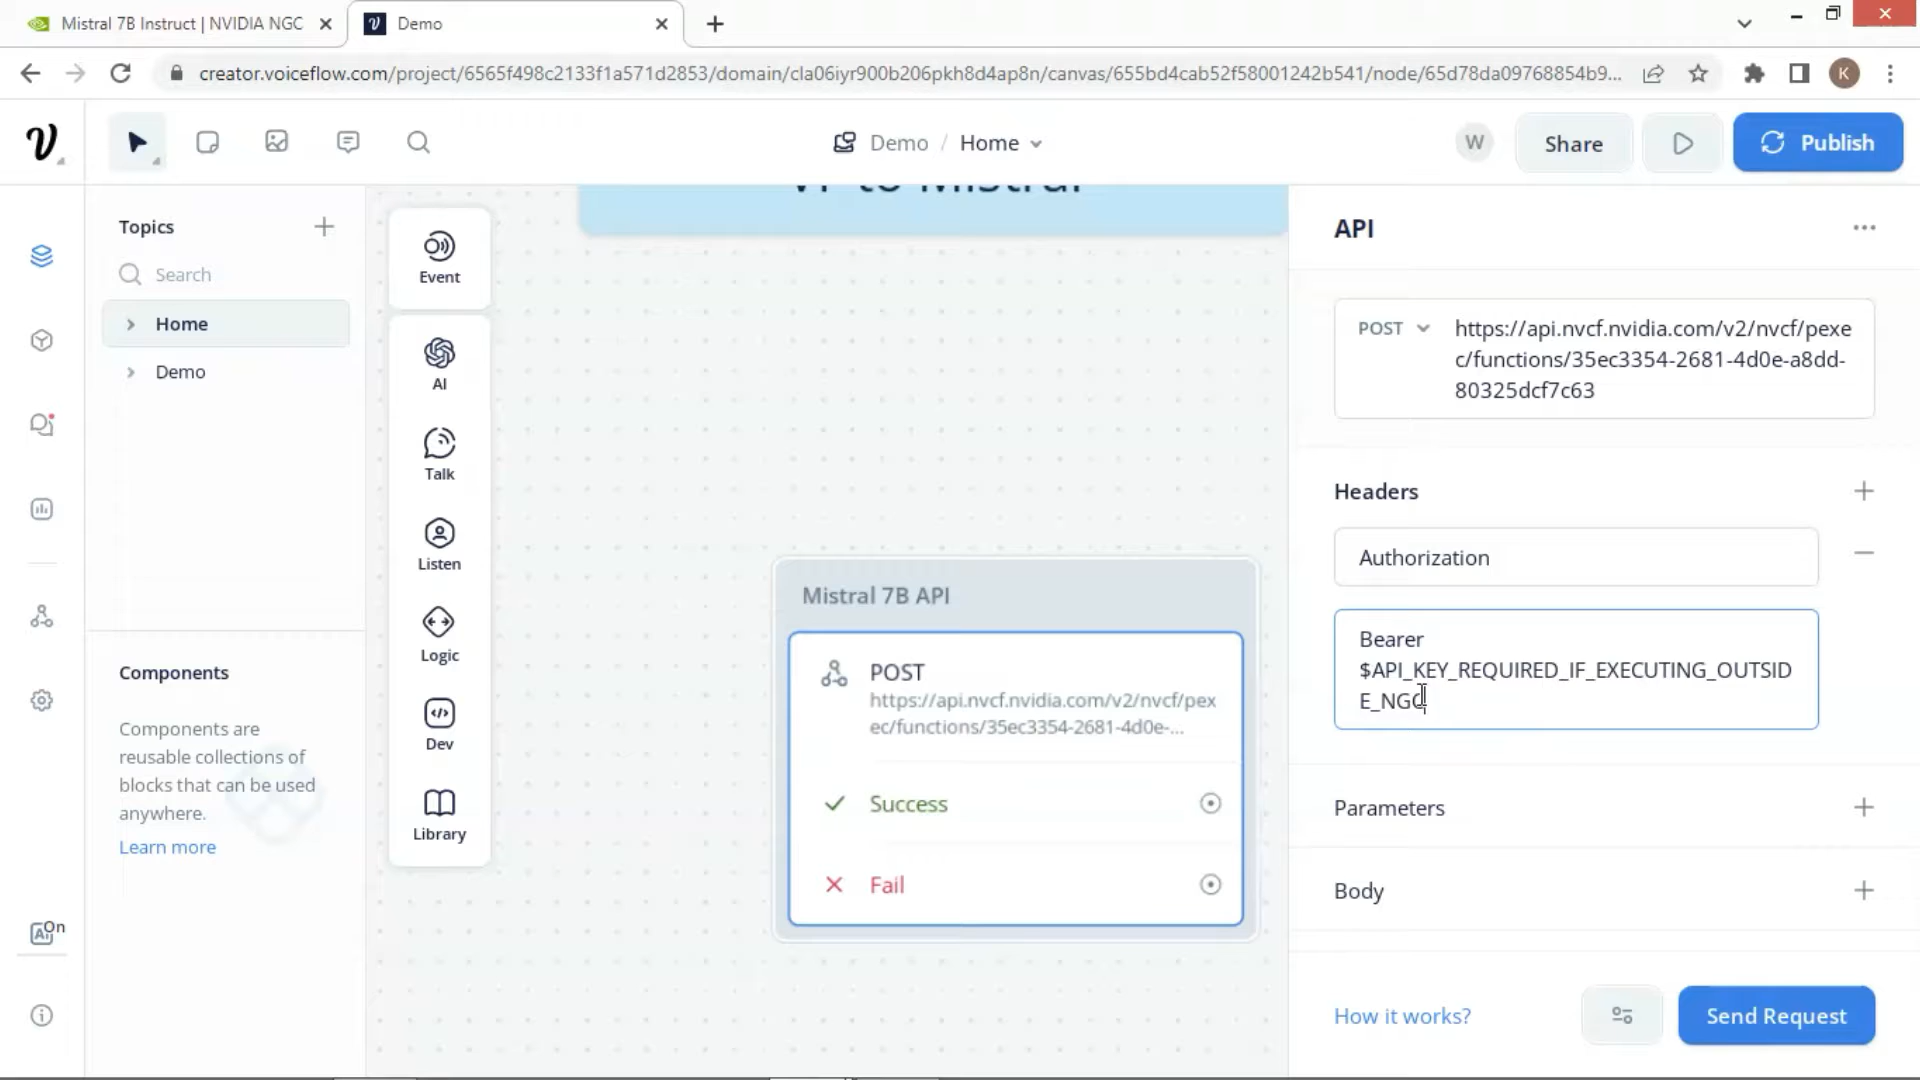 Mistral 7B Instruct | NVIDIA NGC
Demo
creator.voiceflow.com/project/6565f498c2133f1a571d2853/domain/cla06iyr900b206pkh8d4ap8n/canvas/655bd4cab52f58001242b541/node/65d78da09768854b9...
K
Demo / Home
W
Share
Publish
Topics
Search
Home
Demo
Components
Components are
reusable collections of
blocks that can be used
anywhere.
Learn more
On
Event
AI
Talk
Listen
Logic
Dev
Library
VF to Mistral
Mistral 7B API
POST
https://api.nvcf.nvidia.com/v2/nvcf/pex
ec/functions/35ec3354-2681-4d0e-...
Success
Fail
API
POST
https://api.nvcf.nvidia.com/v2/nvcf/pexe
c/functions/35ec3354-2681-4d0e-a8dd-
80325dcf7c63
Headers
Authorization
Bearer
$API_KEY_REQUIRED_IF_EXECUTING_OUTSID
E_NGC
Parameters
Body
How it works?
Send Request